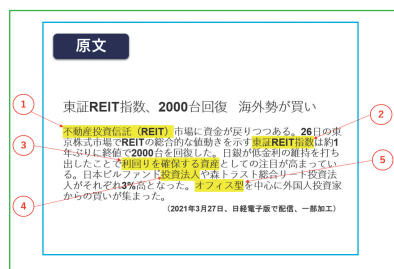 原文
東証REIT指数、2000台回復　海外勢が買い
不動産投資信託（REIT）市場に資金が戻りつつある。26日の東
京株式市場でREITの総合的な値動きを示す東証REIT指数は約1
年ぶりに終値で2000台を回復した。日銀が低金利の維持を打ち
出したことで利回りを確保する資産としての注目が高まってい
る。日本ビルファンド投資法人や森トラスト総合リート投資法
人がそれぞれ3%高となった。オフィス型を中心に外国人投資家
からの買いが集まった。
（2021年3月27日、日経電子版で配信、一部加工）
1
2
3
4
5